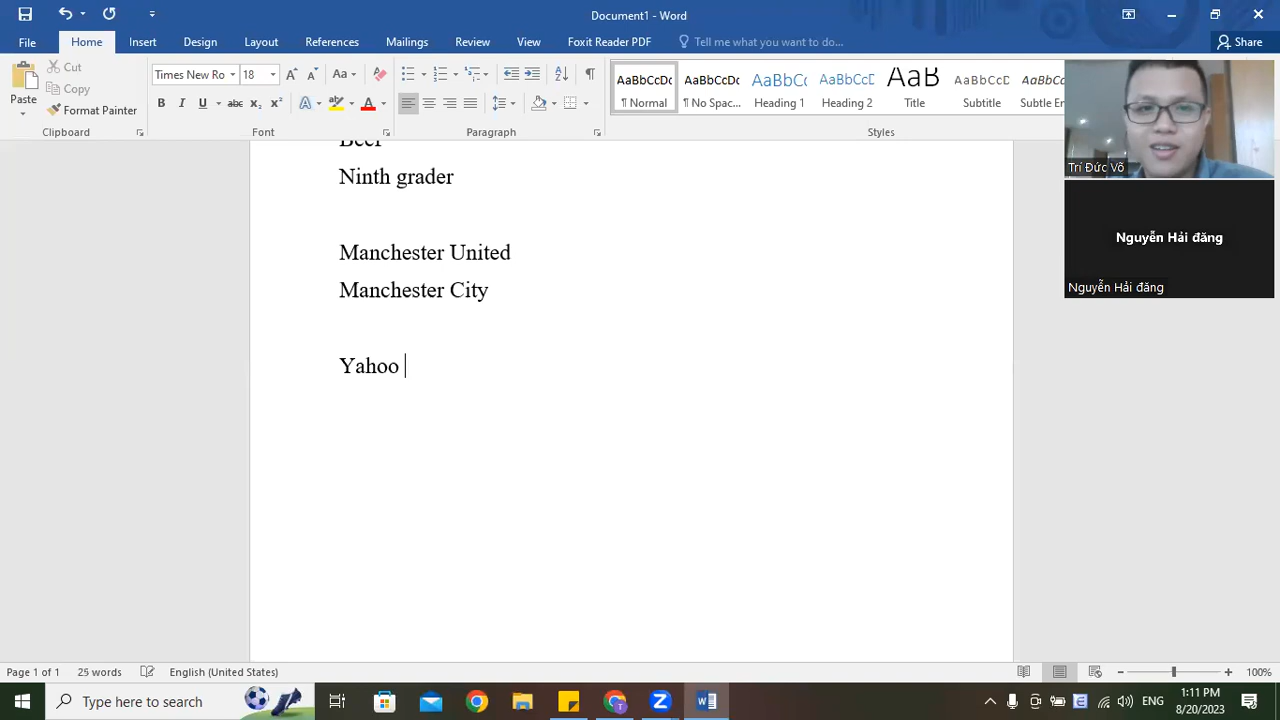 Document1 - Word
File
Home
Insert
Design
Layout
References
Mailings
Review
View
Foxit Reader PDF
Tell me what you want to do...
Share
Paste
Cut
Copy
Format Painter
Clipboard
Times New Ro
18
Font
Paragraph
AaBbCcDc
¶ Normal
AaBbCcDc
¶ No Spac...
AaBbCc
Heading
AaBbCcD
Heading 2
AaB
Title
AaBbCcD
Subtitle
AaBbCcD
Subtle Em
Styles
Trí Đức Võ
Nguyễn Hải đăng
Nguyễn Hải đăng
Beer
Ninth grader
Manchester United
Manchester City
Yahoo
Page 1 of 1
25 words
English (United States)
100%
Type here to search
ENG
1:11 PM
8/20/2023